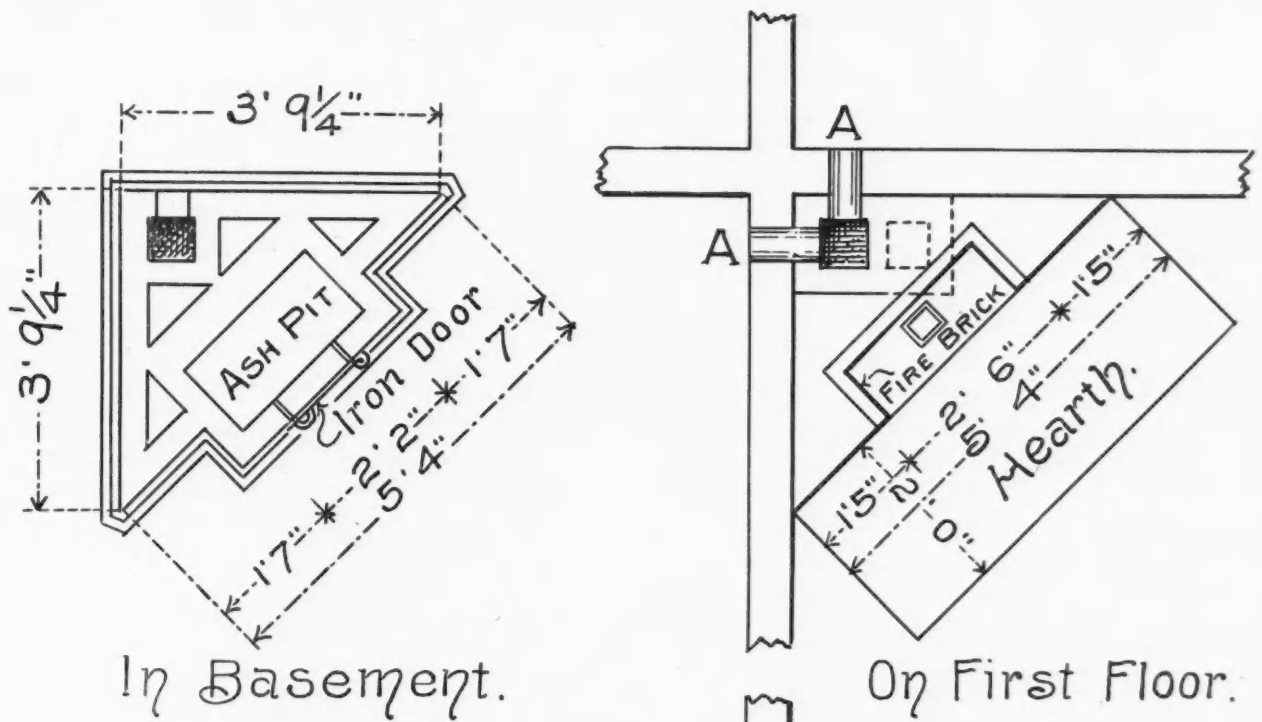 3' 9¼"
3' 9¼"
ASH PIT
Iron Door
1'7"
2' 2"
1'7"
5' 4"
In Basement.
A
A
FIRE BRICK
1'5"
2' 6"
1'5"
5' 4"
2' 0"
Hearth.
On First Floor.